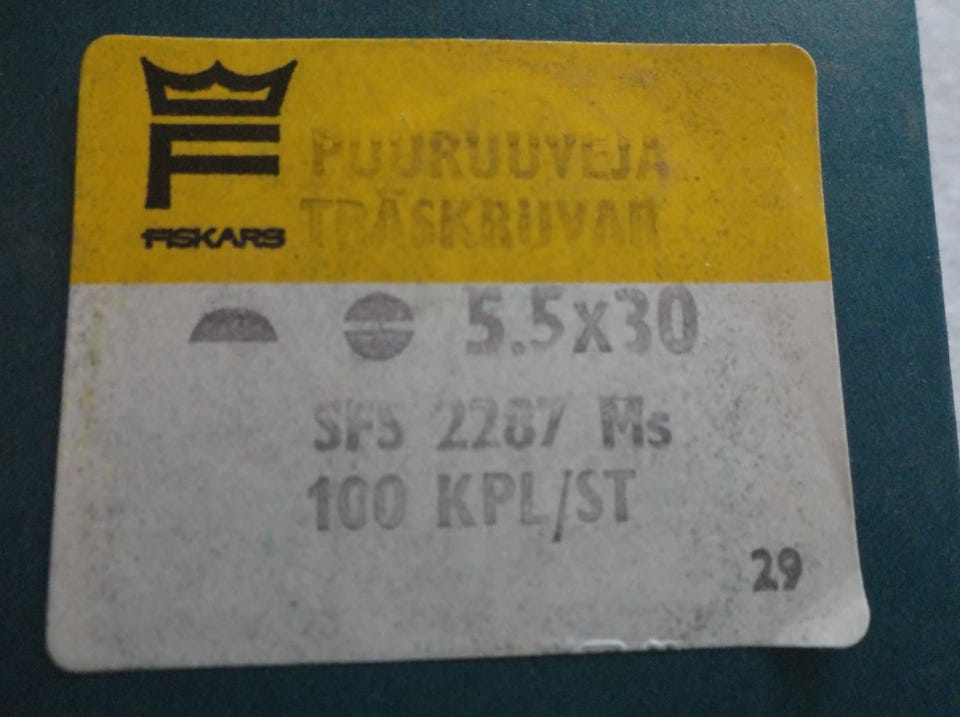 F
FISKARS
PUURUUVEJA
TRÄSKRUVAR
5.5x30
SFS 2287 Ms
100 KPL/ST
29